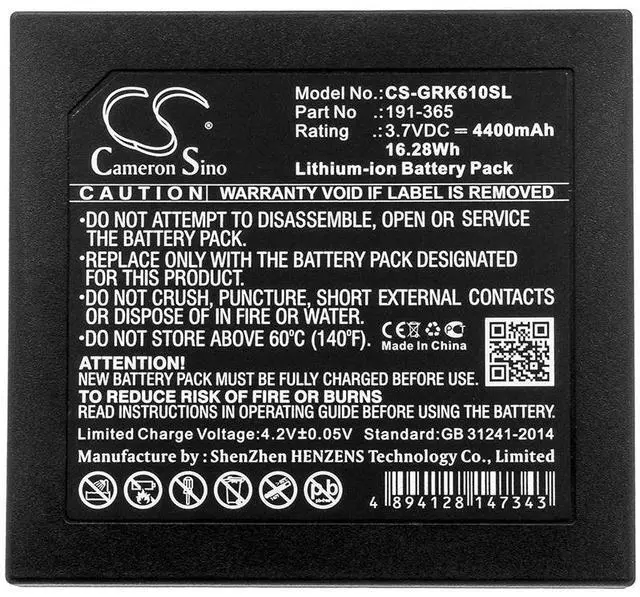 CS
Cameron Sino
Model No.:CS-GRK610SL
Part No :191-365
Rating :3.7VDC⎓4400mAh
16.28Wh
Lithium-ion Battery Pack
CAUTION WARRANTY VOID IF LABEL IS REMOVED
•DO NOT ATTEMPT TO DISASSEMBLE, OPEN OR SERVICE
THE BATTERY PACK.
•REPLACE ONLY WITH THE BATTERY PACK DESIGNATED
FOR THIS PRODUCT.
•DO NOT CRUSH, PUNCTURE, SHORT EXTERNAL CONTACTS
OR DISPOSE OF IN FIRE OR WATER.
•DO NOT STORE ABOVE 60°C (140°F).
CE
Made In China
ATTENTION!
NEW BATTERY PACK MUST BE FULLY CHARGED BEFORE USE.
TO REDUCE RISK OF FIRE OR BURNS
READ INSTRUCTIONS IN OPERATING GUIDE BEFORE USING BATTERY.
Limited Charge Voltage:4.2V±0.05V Standard:GB 31241-2014
Manufacture by : ShenZhen HENZENS Technology Co., Limited
pb
4 894128 147343